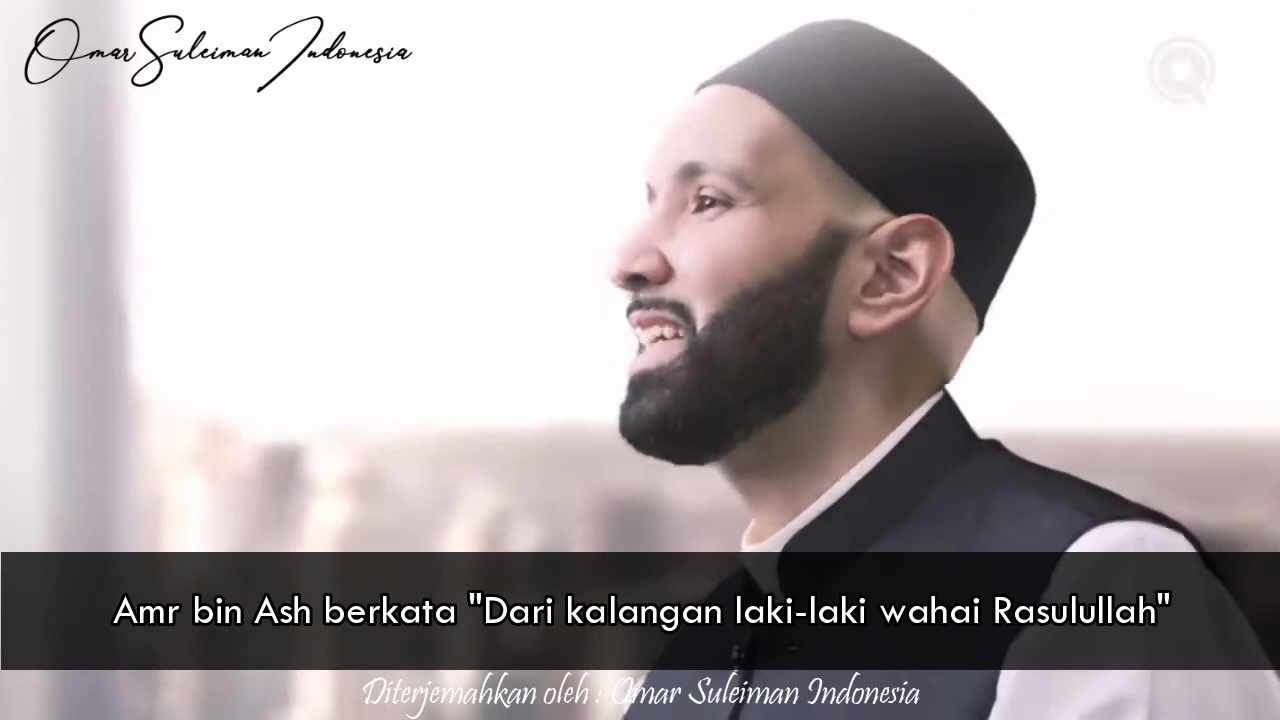 Omar Suleiman Indonesia
Amr bin Ash berkata "Dari kalangan laki-laki wahai Rasulullah"
Diterjemahkan oleh : Omar Suleiman Indonesia